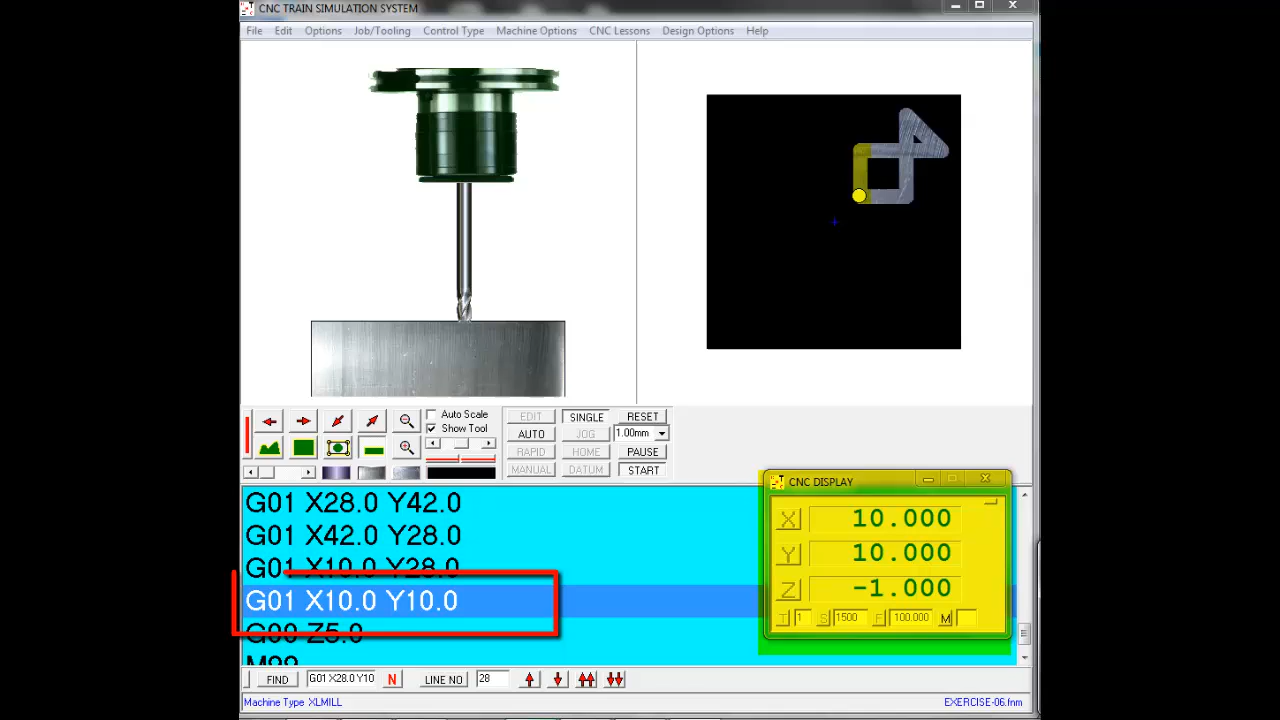 CNC TRAIN SIMULATION SYSTEM
File Edit Options Job/Tooling Control Type Machine Options CNC Lessons Design Options Help
Auto Scale
Show Tool
EDIT SINGLE RESET
AUTO JOG 1.00mm
RAPID HOME PAUSE
MANUAL DATUM START
G01 X28.0 Y42.0
G01 X42.0 Y28.0
G01 X10.0 Y28.0
G01 X10.0 Y10.0
G00 Z5.0
M99
CNC DISPLAY
X 10.000
Y 10.000
Z -1.000
T 1 S 1500 F 100.000 M
FIND G01 X28.0 Y10 N LINE NO 28
Machine Type XLMILL EXERCISE-06.fnm